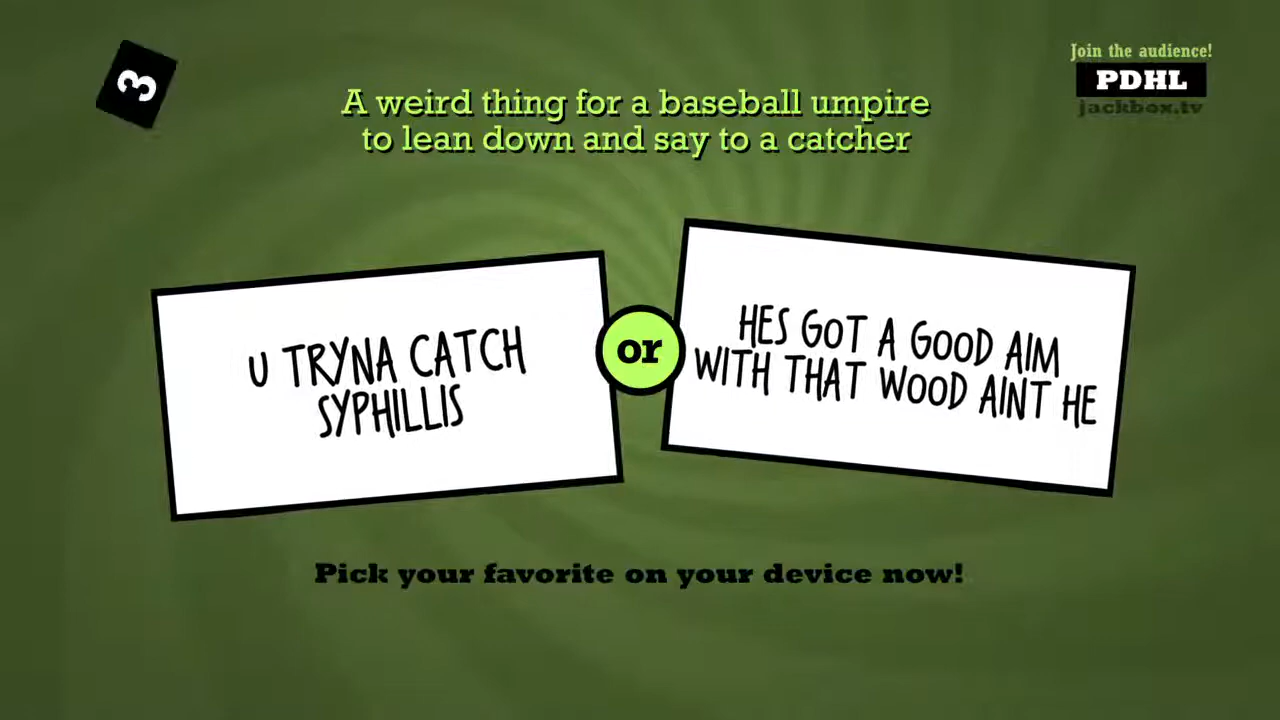 3
Join the audience!
PDHL
jackbox.tv
A weird thing for a baseball umpire
to lean down and say to a catcher
U TRYNA CATCH
SYPHILLIS
or
HES GOT A GOOD AIM
WITH THAT WOOD AINT HE
Pick your favorite on your device now!